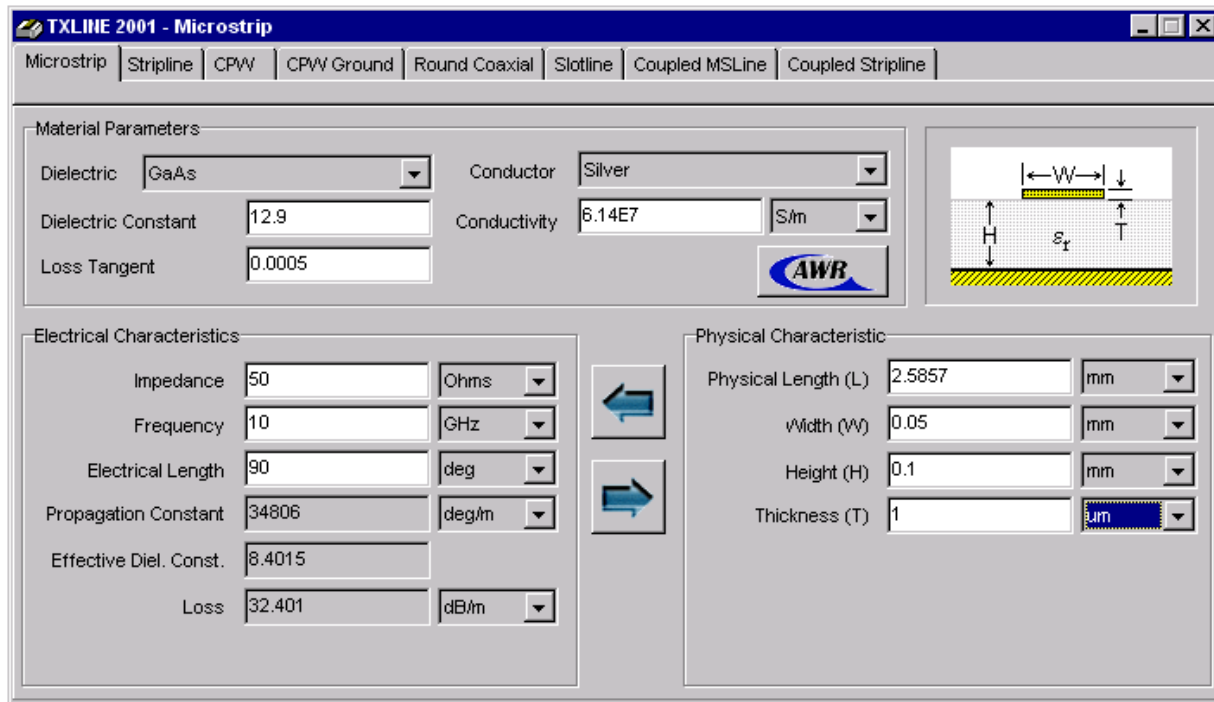 TXLINE 2001 - Microstrip
Microstrip Stripline CPW CPW Ground Round Coaxial Slotline Coupled MSLine Coupled Stripline
Material Parameters
Dielectric GaAs Conductor Silver
Dielectric Constant 12.9 Conductivity 6.14E7 S/m
Loss Tangent 0.0005
AWR
W
H
εr
T
Electrical Characteristics
Impedance 50 Ohms
Frequency 10 GHz
Electrical Length 90 deg
Propagation Constant 34806 deg/m
Effective Diel. Const. 8.4015
Loss 32.401 dB/m
Physical Characteristic
Physical Length (L) 2.5857 mm
Width (W) 0.05 mm
Height (H) 0.1 mm
Thickness (T) 1 um